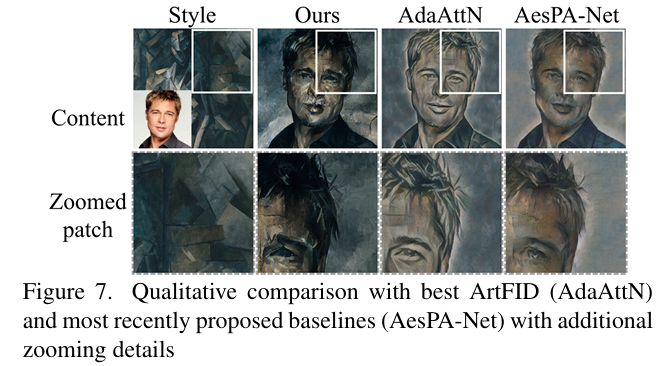 Style Ours AdaAttN AesPA-Net
Content
Zoomed
patch
Figure 7. Qualitative comparison with best ArtFID (AdaAttN)
and most recently proposed baselines (AesPA-Net) with additional
zooming details